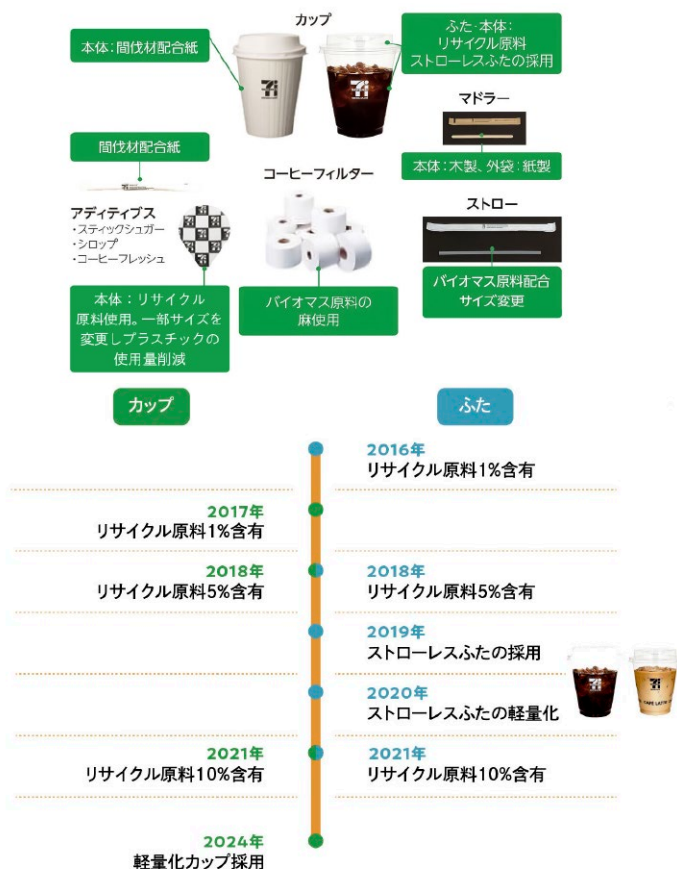 カップ
本体：間伐材配合紙
ふた・本体：
リサイクル原料
ストローレスふたの採用
マドラー
本体：木製、外袋：紙製
間伐材配合紙
アディティブス
・スティックシュガー
・シロップ
・コーヒーフレッシュ
本体：リサイクル
原料使用。一部サイズを
変更しプラスチックの
使用量削減
コーヒーフィルター
バイオマス原料の
麻使用
ストロー
バイオマス原料配合
サイズ変更
カップ
ふた
2016年
リサイクル原料1%含有
2017年
リサイクル原料1%含有
2018年
リサイクル原料5%含有
2018年
リサイクル原料5%含有
2019年
ストローレスふたの採用
2020年
ストローレスふたの軽量化
CAFE LATTE
2021年
リサイクル原料10%含有
2021年
リサイクル原料10%含有
2024年
軽量化カップ採用